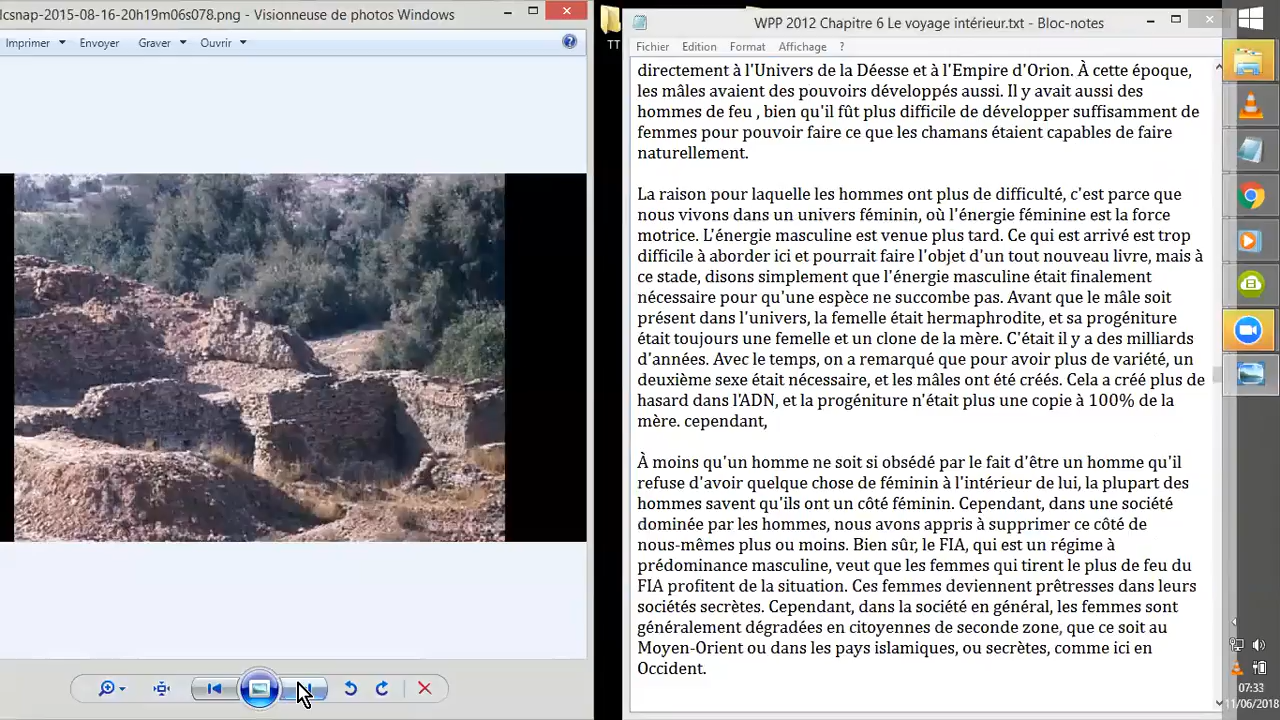 lcsnap-2015-08-16-20h19m06s078.png - Visionneuse de photos Windows
Imprimer Envoyer Graver Ouvrir
TT
WPP 2012 Chapitre 6 Le voyage intérieur.txt - Bloc-notes
Fichier Edition Format Affichage ?
directement à l'Univers de la Déesse et à l'Empire d'Orion. À cette époque,
les mâles avaient des pouvoirs développés aussi. Il y avait aussi des
hommes de feu , bien qu'il fût plus difficile de développer suffisamment de
femmes pour pouvoir faire ce que les chamans étaient capables de faire
naturellement.
La raison pour laquelle les hommes ont plus de difficulté, c'est parce que
nous vivons dans un univers féminin, où l'énergie féminine est la force
motrice. L'énergie masculine est venue plus tard. Ce qui est arrivé est trop
difficile à aborder ici et pourrait faire l'objet d'un tout nouveau livre, mais à
ce stade, disons simplement que l'énergie masculine était finalement
nécessaire pour qu'une espèce ne succombe pas. Avant que le mâle soit
présent dans l'univers, la femelle était hermaphrodite, et sa progéniture
était toujours une femelle et un clone de la mère. C'était il y a des milliards
d'années. Avec le temps, on a remarqué que pour avoir plus de variété, un
deuxième sexe était nécessaire, et les mâles ont été créés. Cela a créé plus de
hasard dans l'ADN, et la progéniture n'était plus une copie à 100% de la
mère. cependant,
À moins qu'un homme ne soit si obsédé par le fait d'être un homme qu'il
refuse d'avoir quelque chose de féminin à l'intérieur de lui, la plupart des
hommes savent qu'ils ont un côté féminin. Cependant, dans une société
dominée par les hommes, nous avons appris à supprimer ce côté de
nous-mêmes plus ou moins. Bien sûr, le FIA, qui est un régime à
prédominance masculine, veut que les femmes qui tirent le plus de feu du
FIA profitent de la situation. Ces femmes deviennent prêtresses dans leurs
sociétés secrètes. Cependant, dans la société en général, les femmes sont
généralement dégradées en citoyennes de seconde zone, que ce soit au
Moyen-Orient ou dans les pays islamiques, ou secrètes, comme ici en
Occident.
07:33
11/06/2018